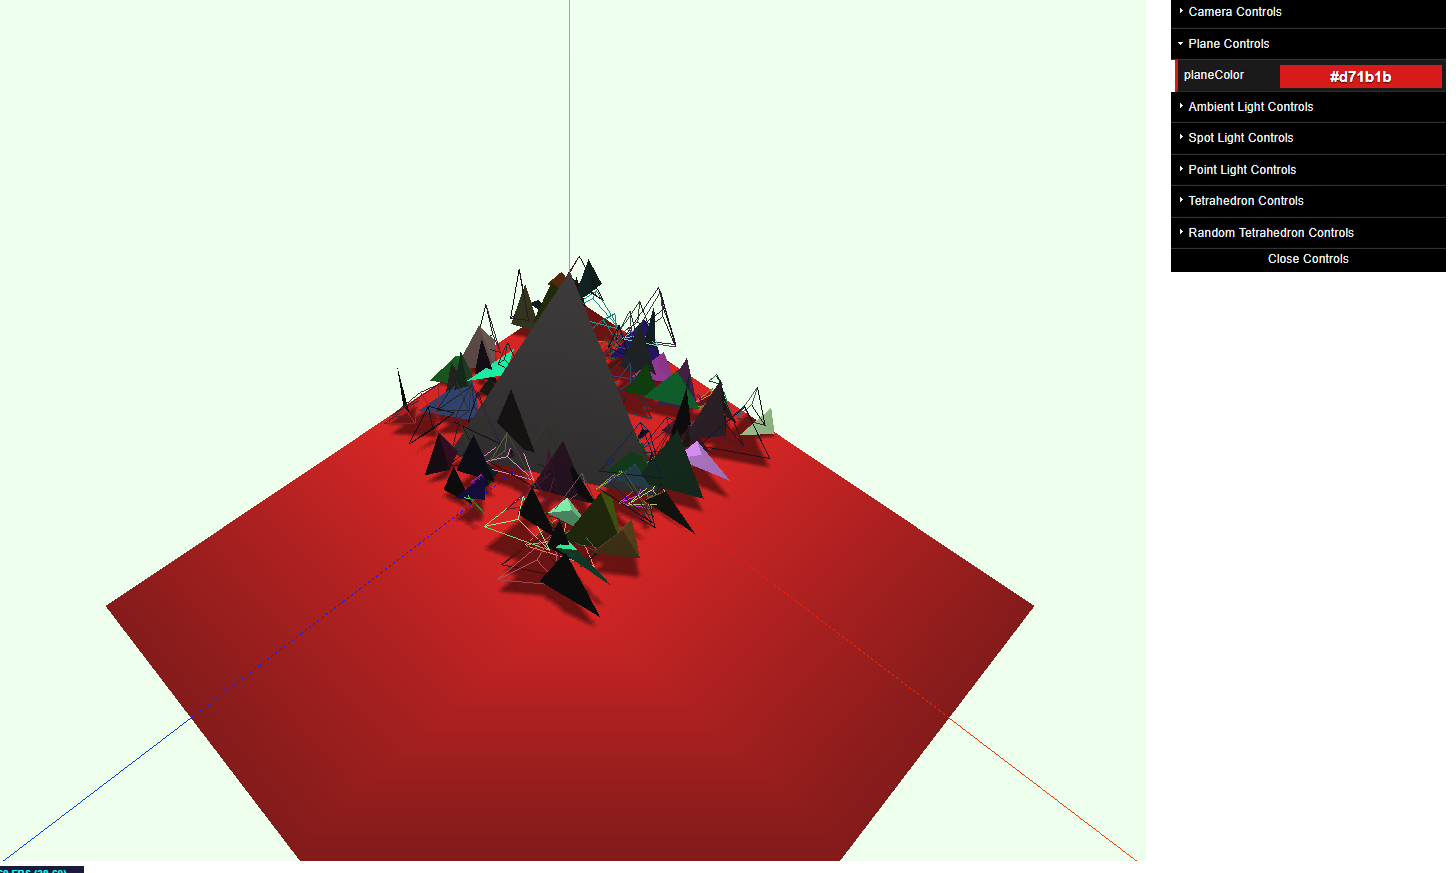 Camera Controls
Plane Controls
planeColor #d71b1b
Ambient Light Controls
Spot Light Controls
Point Light Controls
Tetrahedron Controls
Random Tetrahedron Controls
Close Controls